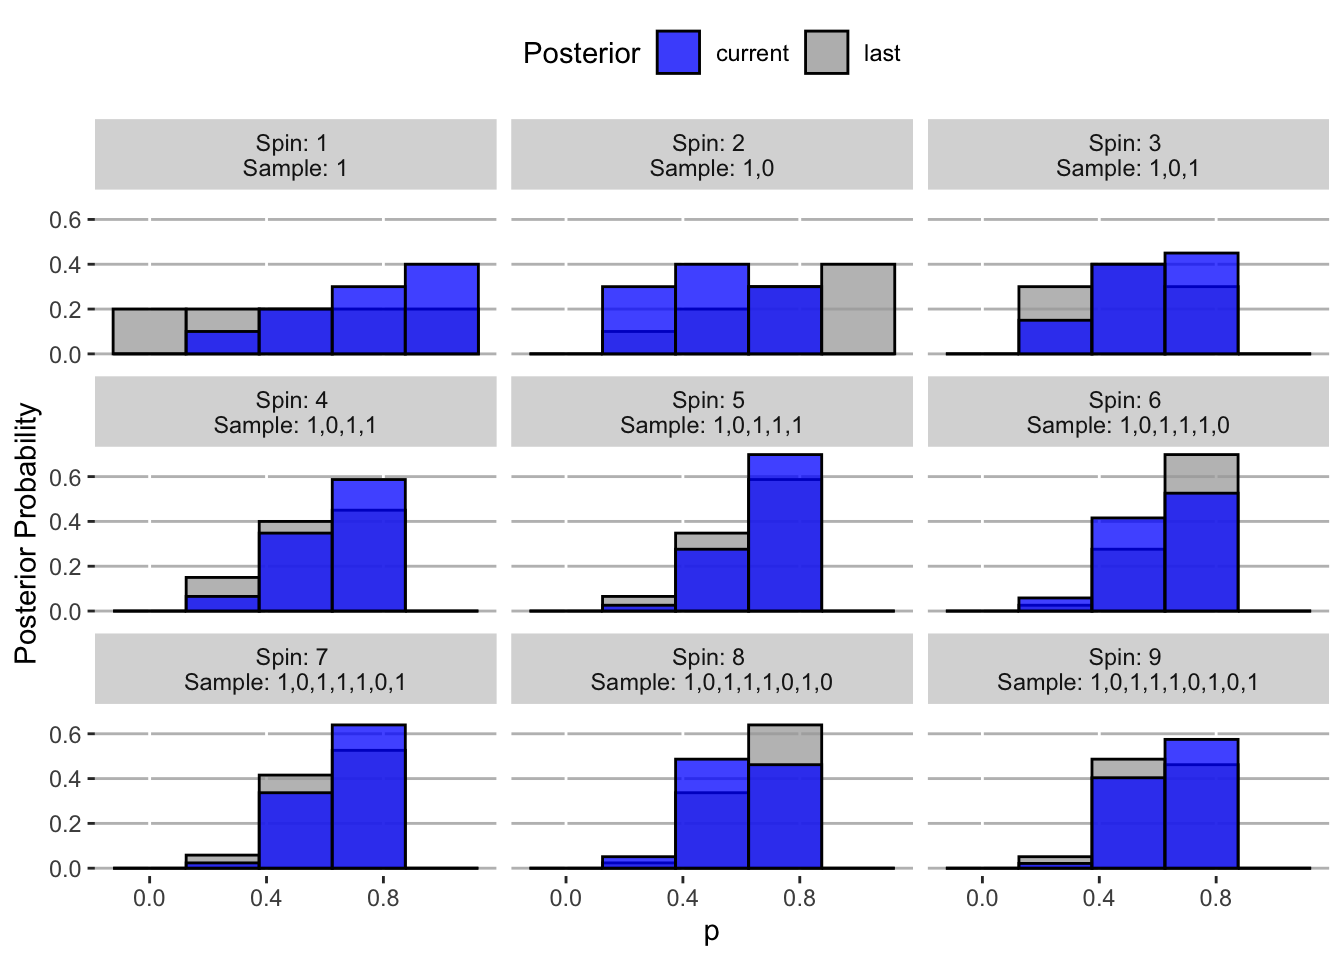 Posterior current last
Spin: 1
Sample: 1
Spin: 2
Sample: 1,0
Spin: 3
Sample: 1,0,1
0.6
0.4
0.2
0.0
Spin: 4
Sample: 1,0,1,1
Spin: 5
Sample: 1,0,1,1,1
Spin: 6
Sample: 1,0,1,1,1,0
0.6
0.4
0.2
0.0
Spin: 7
Sample: 1,0,1,1,1,0,1
Spin: 8
Sample: 1,0,1,1,1,0,1,0
Spin: 9
Sample: 1,0,1,1,1,0,1,0,1
0.6
0.4
0.2
0.0
0.0 0.4 0.8 0.0 0.4 0.8 0.0 0.4 0.8
p
Posterior Probability